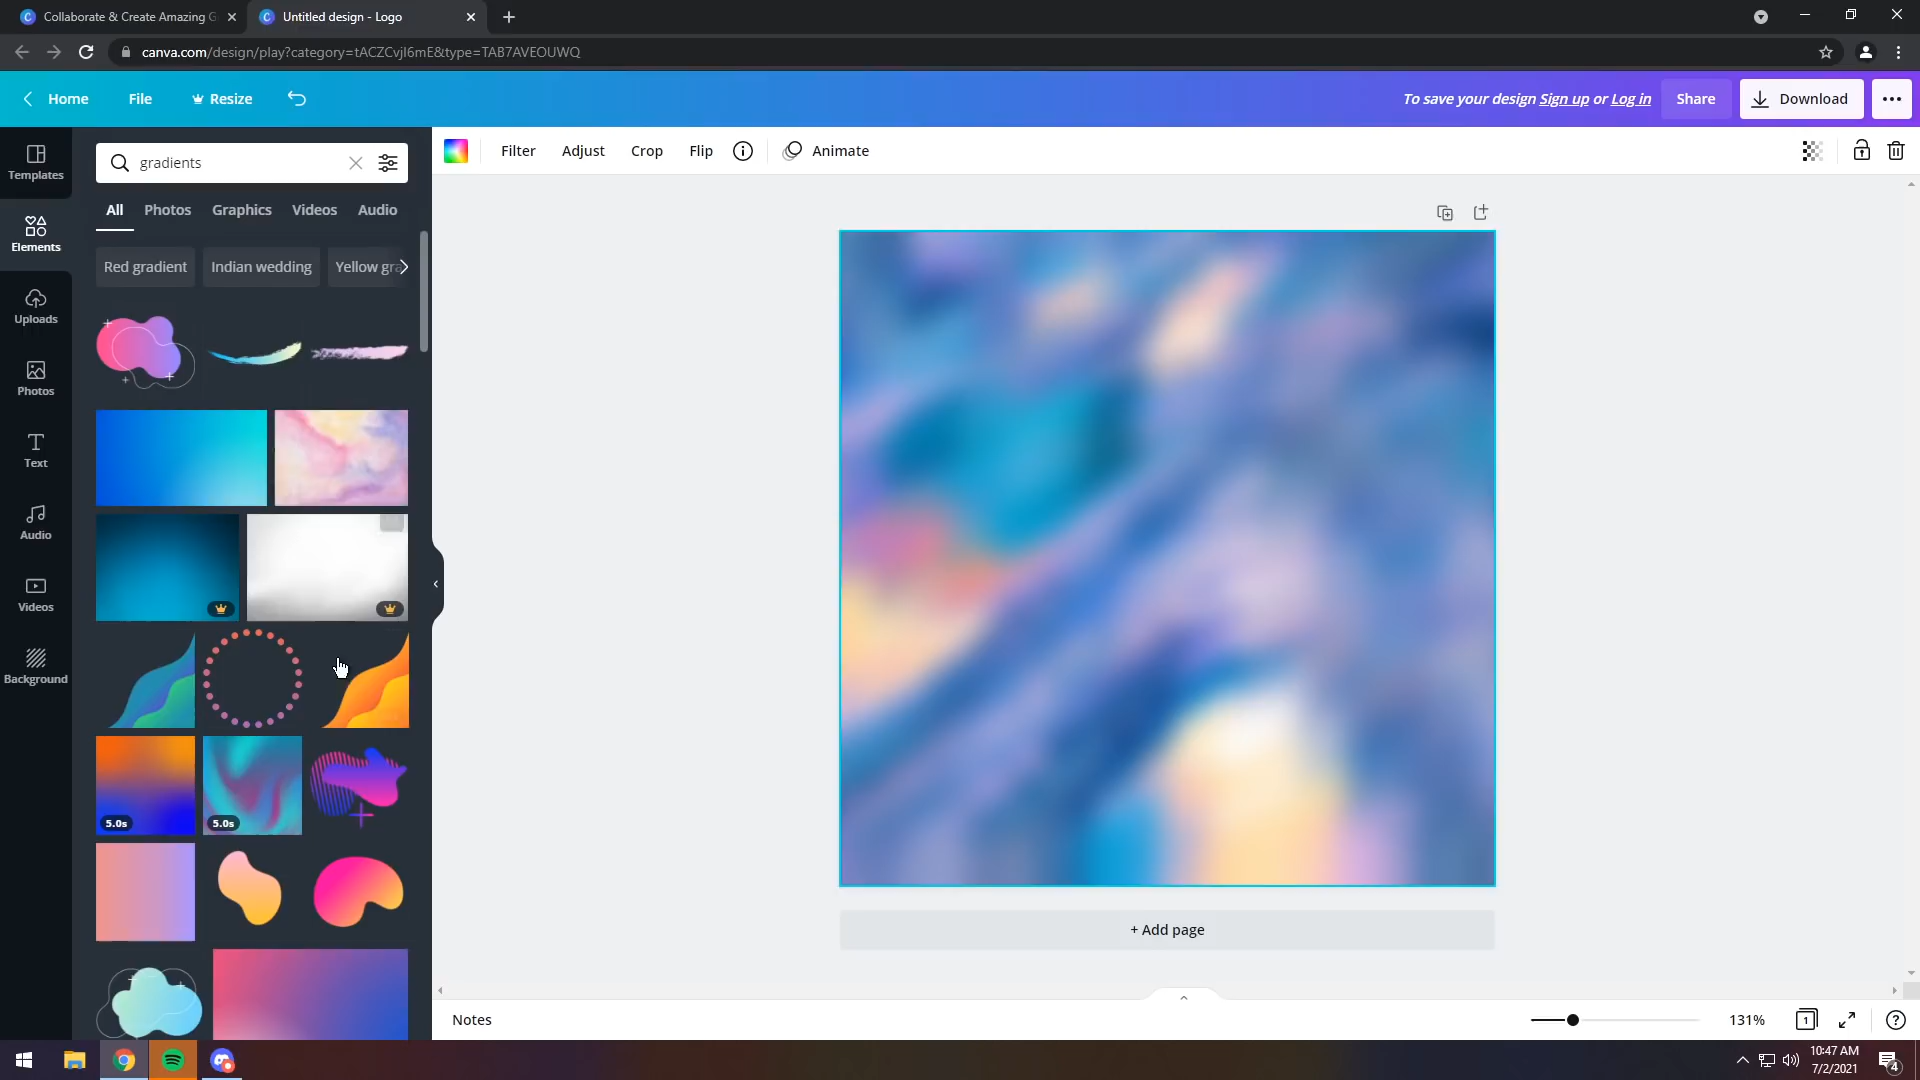 Collaborate & Create Amazing G
Untitled design - Logo
canva.com/design/play?category=tACZCvjl6mE&type=TAB7AVEOUWQ
Home
File
Resize
To save your design Sign up or Log in
Share
Download
Templates
Elements
Uploads
Photos
Text
Audio
Videos
Background
gradients
All
Photos
Graphics
Videos
Audio
Red gradient
Indian wedding
Yellow gra
5.0s
5.0s
Filter
Adjust
Crop
Flip
Animate
+ Add page
Notes
131%
1
10:47 AM
7/2/2021
4